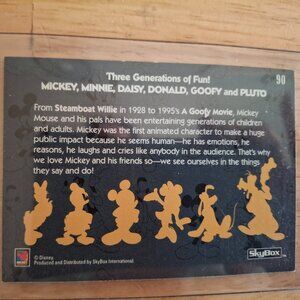 90
Three Generations of Fun!
MICKEY, MINNIE, DAISY, DONALD, GOOFY and PLUTO
From Steamboat Willie in 1928 to 1995's A Goofy Movie, Mickey
Mouse and his pals have been entertaining generations of children
and adults. Mickey was the first animated character to make a huge
public impact because he seems human—he has emotions, he
reasons, he laughs and cries like anybody in the audience. That's why
we love Mickey and his friends so—we see ourselves in the things
they say and do!
© Disney.
Produced and Distributed by SkyBox International.
SkyBox